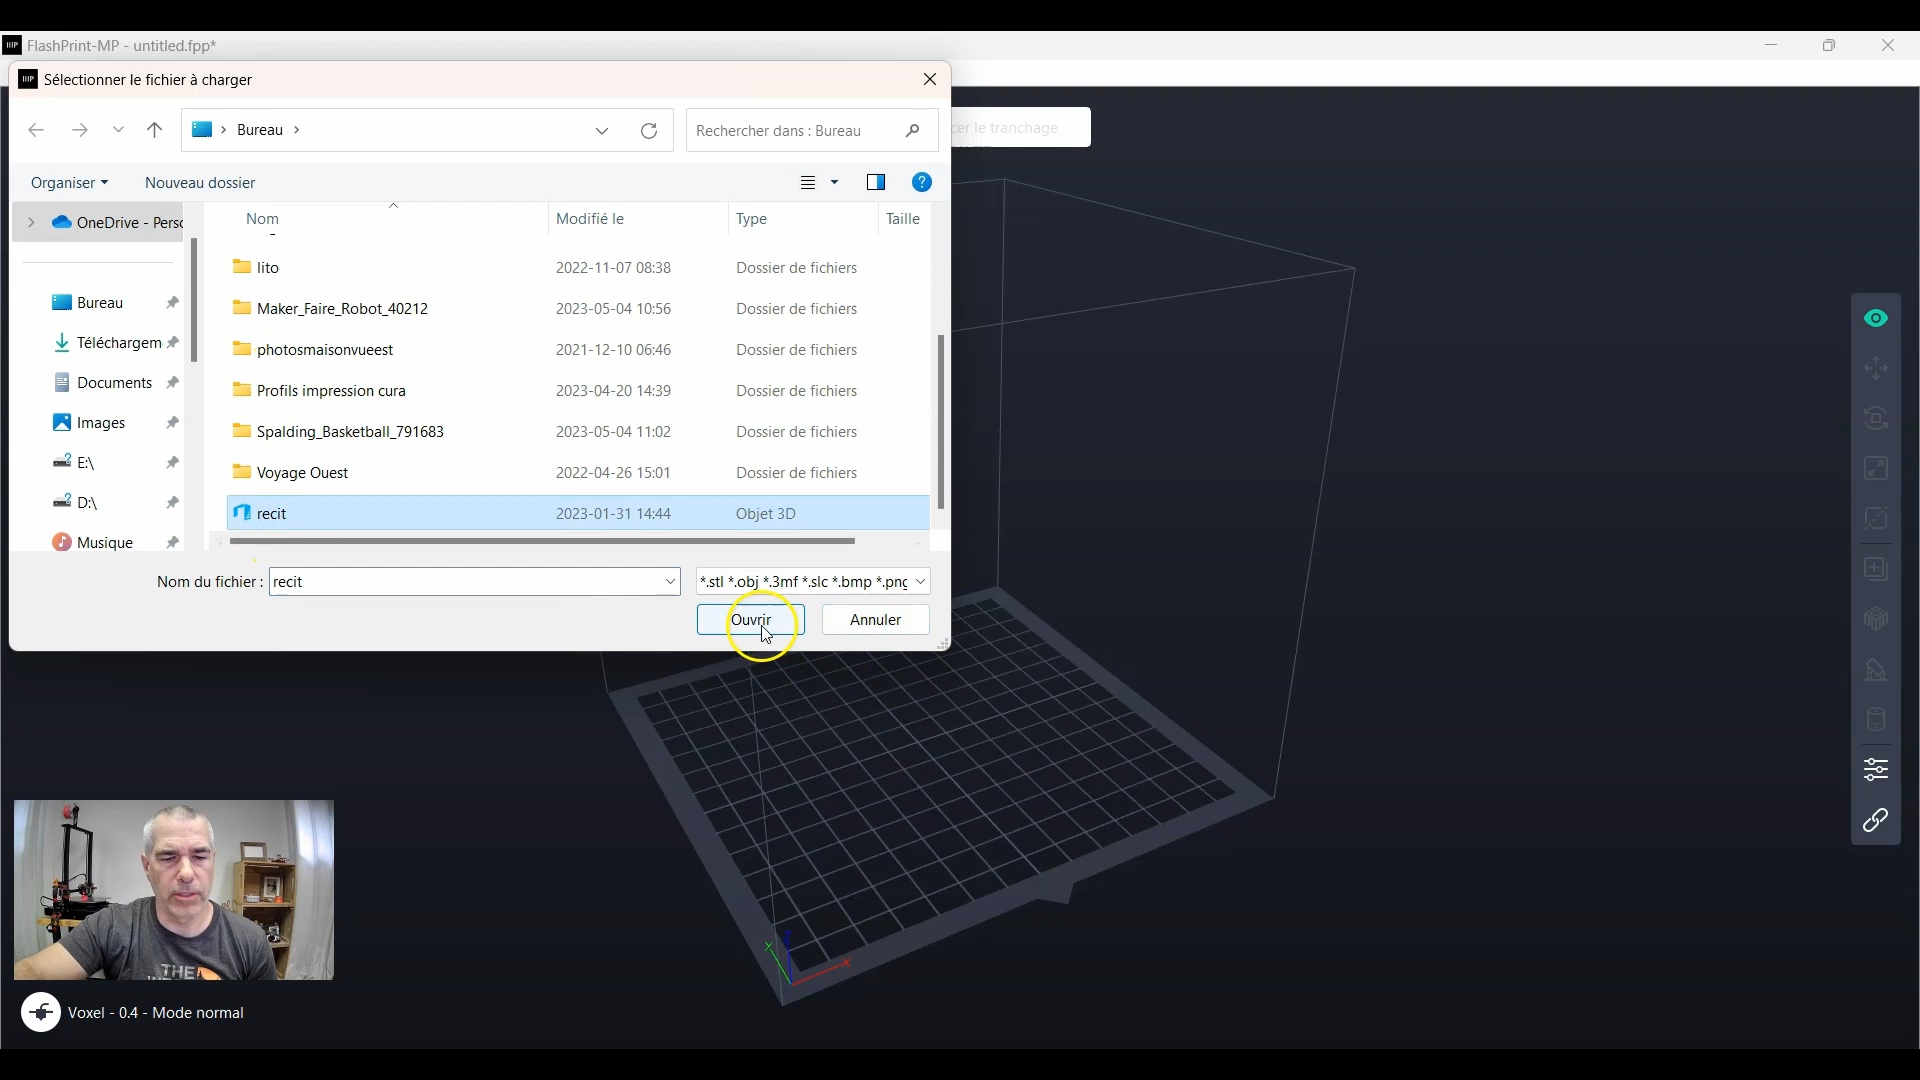 FlashPrint-MP - untitled.fpp*
Sélectionner le fichier à charger
Bureau
Rechercher dans : Bureau
cer le tranchage
Organiser
Nouveau dossier
OneDrive - Perso
Nom
Modifié le
Type
Taille
lito 2022-11-07 08:38 Dossier de fichiers
Maker_Faire_Robot_40212 2023-05-04 10:56 Dossier de fichiers
photosmaisonvueest 2021-12-10 06:46 Dossier de fichiers
Profils impression cura 2023-04-20 14:39 Dossier de fichiers
Spalding_Basketball_791683 2023-05-04 11:02 Dossier de fichiers
Voyage Ouest 2022-04-26 15:01 Dossier de fichiers
recit 2023-01-31 14:44 Objet 3D
Bureau
Téléchargem
Documents
Images
E:\
D:\
Musique
Nom du fichier : recit
*.stl *.obj *.3mf *.slc *.bmp *.png
Ouvrir
Annuler
Y
X
THE
Voxel - 0.4 - Mode normal